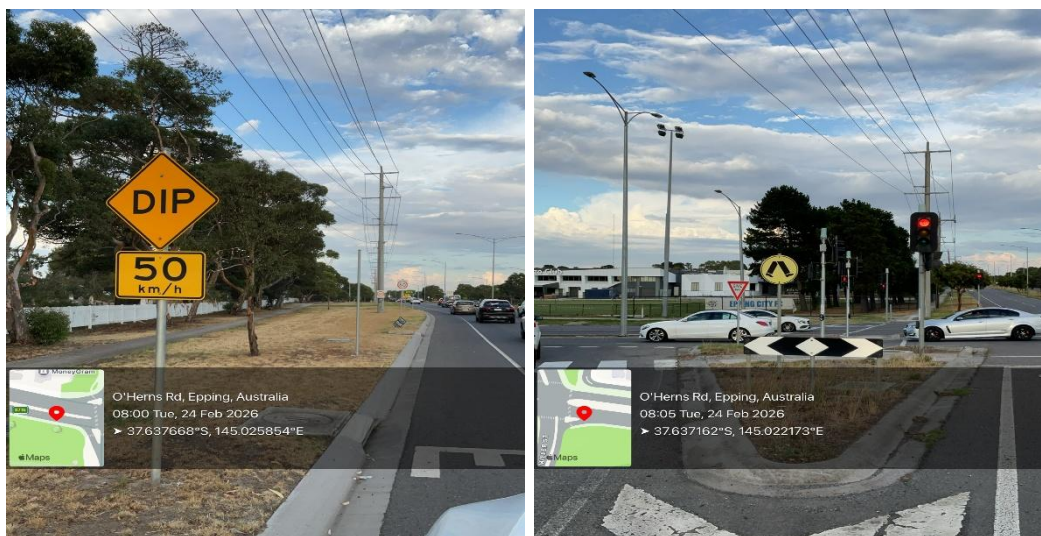 DIP
50
km/h
MoneyGram
O'Herns Rd, Epping, Australia
08:00 Tue, 24 Feb 2026
➤ 37.637668°S, 145.025854°E
Maps
EPPING CITY
O'Herns Rd, Epping, Australia
08:05 Tue, 24 Feb 2026
➤ 37.637162°S, 145.022173°E
Maps